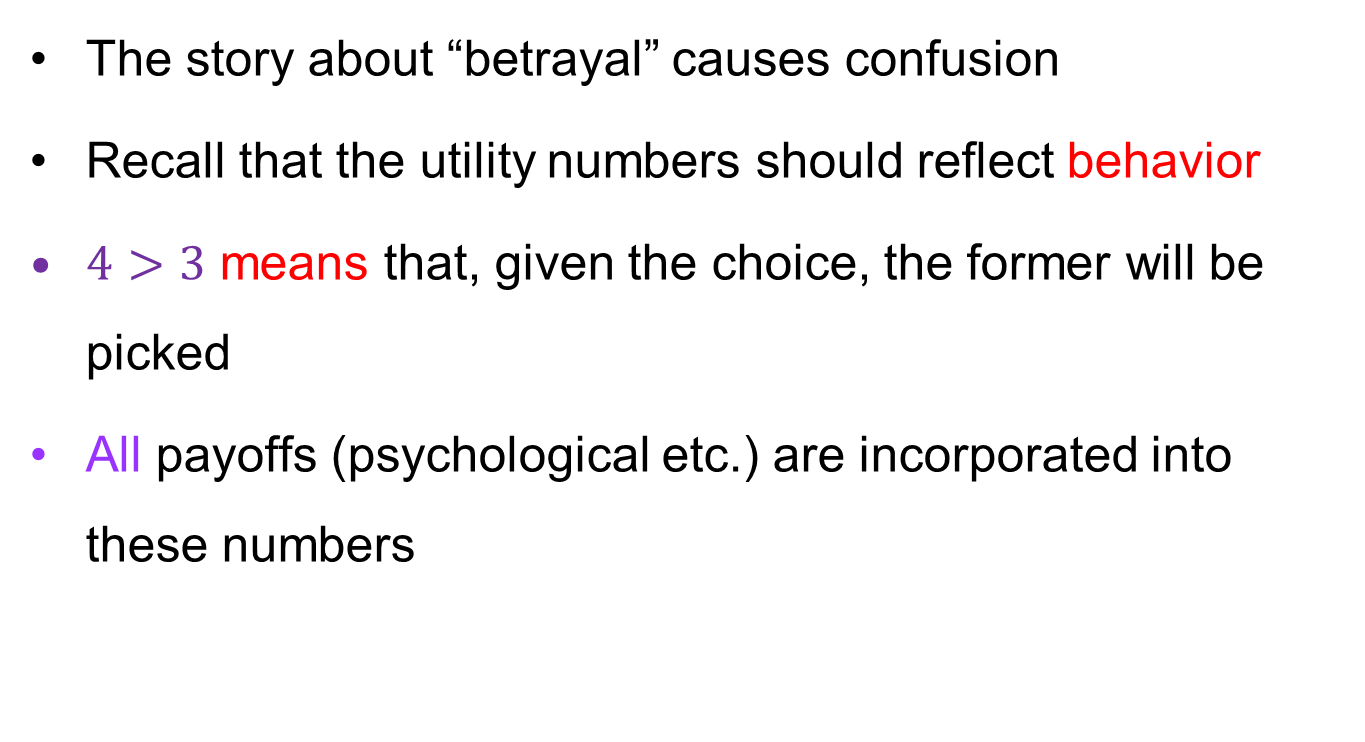 • The story about “betrayal” causes confusion
• Recall that the utility numbers should reflect behavior
• 4 > 3 means that, given the choice, the former will be
picked
• All payoffs (psychological etc.) are incorporated into
these numbers